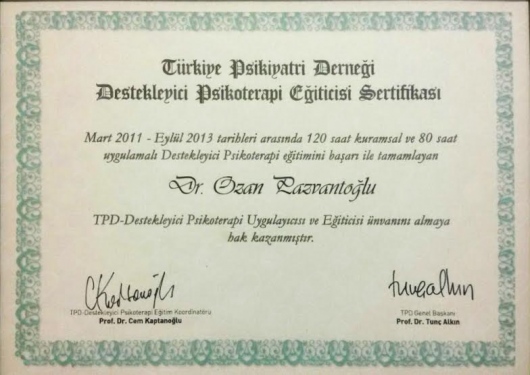 Türkiye Psikiyatri Derneği
Destekleyici Psikoterapi Eğiticisi Sertifikası
Mart 2011 - Eylül 2013 tarihleri arasında 120 saat kuramsal ve 80 saat
uygulamalı Destekleyici Psikoterapi eğitimini başarı ile tamamlayan
Dr. Ozan Pazvantoğlu
TPD-Destekleyici Psikoterapi Uygulayıcısı ve Eğiticisi ünvanını almaya
hak kazanmıştır.
TPD-Destekleyici Psikoterapi Eğitim Koordinatörü
Prof. Dr. Cem Kaptanoğlu
TPD Genel Başkanı
Prof. Dr. Tunç Alkın